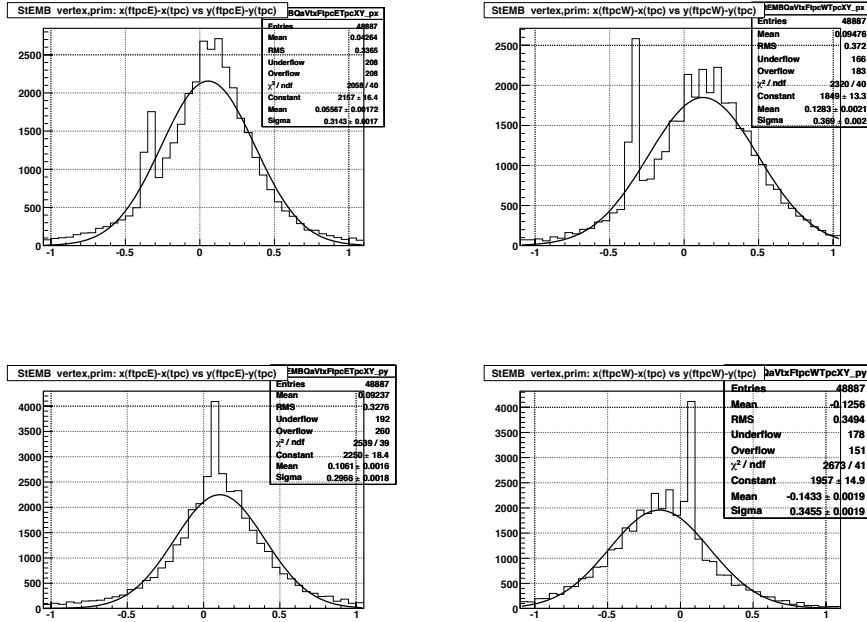 StEMB vertex,prim: x(ftpcE)-x(tpc) vs y(ftpcE)-y(tpc)
BQaVtxFtpcETpcXY_px
Entries 48887
Mean 0.04264
RMS 0.3365
Underflow 208
Overflow 208
χ² / ndf 2058 / 40
Constant 2157 ± 16.4
Mean 0.05567 ± 0.00172
Sigma 0.3143 ± 0.0017
2500
2000
1500
1000
500
0
-1 -0.5 0 0.5 1
StEMB vertex,prim: x(ftpcW)-x(tpc) vs y(ftpcW)-y(tpc)
EMBQaVtxFtpcWTpcXY_px
Entries 48887
Mean 0.09476
RMS 0.372
Underflow 166
Overflow 183
χ² / ndf 2320 / 40
Constant 1849 ± 13.3
Mean 0.1283 ± 0.0021
Sigma 0.369 ± 0.002
2500
2000
1500
1000
500
0
-1 -0.5 0 0.5 1
StEMB vertex,prim: x(ftpcE)-x(tpc) vs y(ftpcE)-y(tpc)
EMBQaVtxFtpcETpcXY_py
Entries 48887
Mean 0.09237
RMS 0.3276
Underflow 192
Overflow 260
χ² / ndf 2539 / 39
Constant 2250 ± 18.4
Mean 0.1061 ± 0.0016
Sigma 0.2966 ± 0.0018
4000
3500
3000
2500
2000
1500
1000
500
0
-1 -0.5 0 0.5 1
StEMB vertex,prim: x(ftpcW)-x(tpc) vs y(ftpcW)-y(tpc)
QaVtxFtpcWTpcXY_py
Entries 48887
Mean -0.1256
RMS 0.3494
Underflow 178
Overflow 151
χ² / ndf 2673 / 41
Constant 1957 ± 14.9
Mean -0.1433 ± 0.0019
Sigma 0.3455 ± 0.0019
4000
3500
3000
2500
2000
1500
1000
500
0
-1 -0.5 0 0.5 1